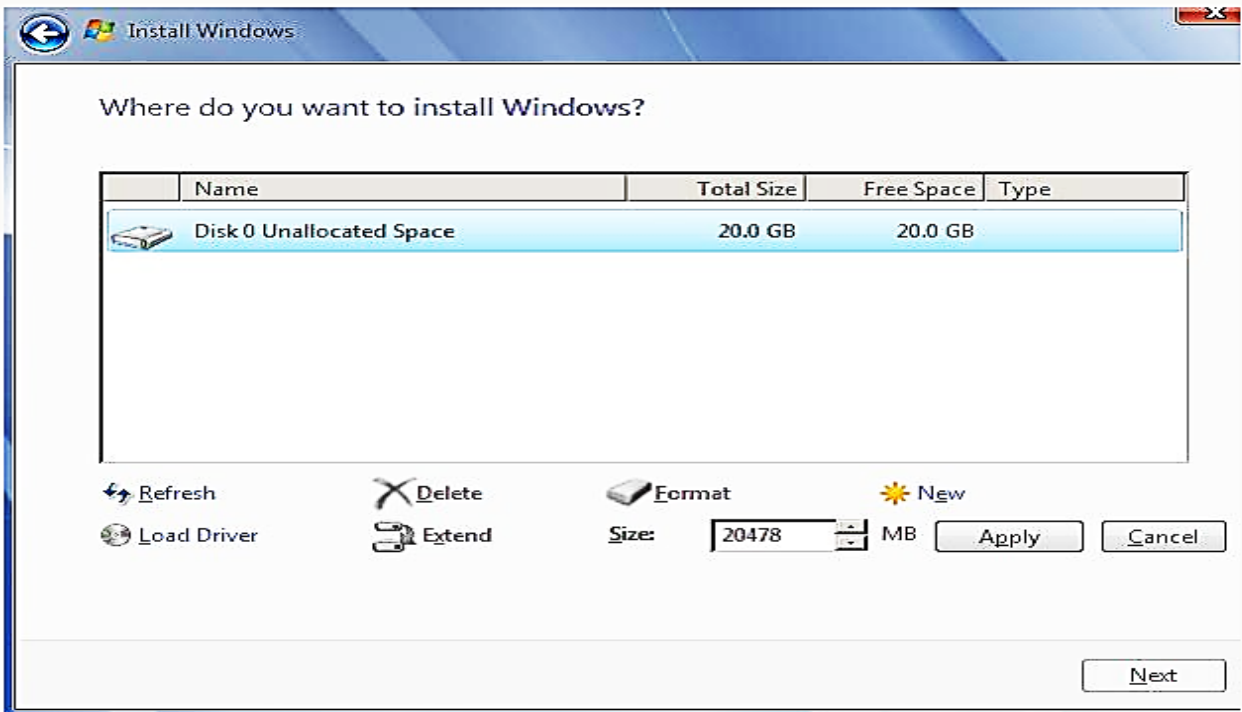 Install Windows
Where do you want to install Windows?
Name Total Size Free Space Type
Disk 0 Unallocated Space 20.0 GB 20.0 GB
Refresh Delete Format New
Load Driver Extend Size: 20478 MB Apply Cancel
Next